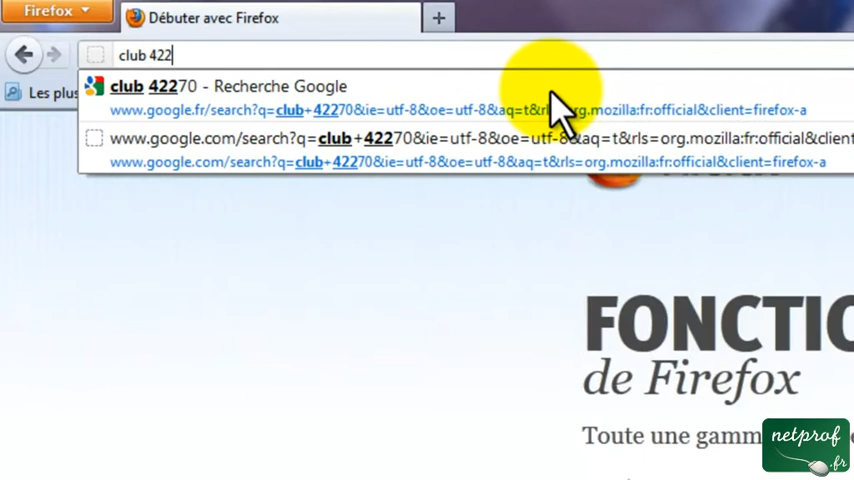 Firefox
Débuter avec Firefox
club 422
Les plu
club 42270 - Recherche Google
www.google.fr/search?q=club+42270&ie=utf-8&oe=utf-8&aq=t&rl org.mozilla:fr:official&client=firefox-a
www.google.com/search?q=club+42270&ie=utf-8&oe=utf-8&aq=t&rls=org.mozilla:fr:official&client
www.google.com/search?q=club+42270&ie=utf-8&oe=utf-8&aq=t&rls=org.mozilla:fr:official&client=firefox-a
FONCTIO
de Firefox
Toute une gamm
netprof
.fr